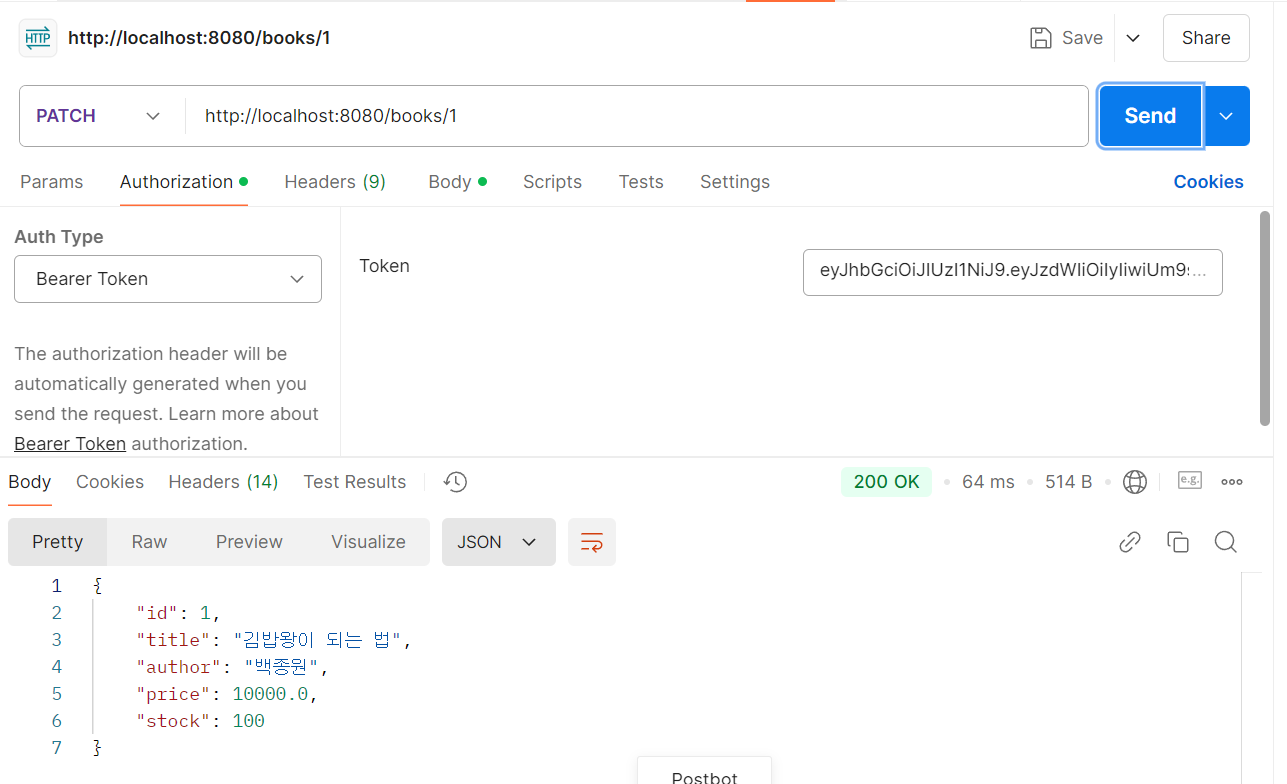 HTTP http://localhost:8080/books/1 Save Share
PATCH http://localhost:8080/books/1 Send
Params Authorization Headers (9) Body Scripts Tests Settings Cookies
Auth Type
Bearer Token
Token
The authorization header will be
automatically generated when you
send the request. Learn more about
Bearer Token authorization.
Body Cookies Headers (14) Test Results 200 OK 64 ms 514 B e.g.
Pretty Raw Preview Visualize JSON
1 {
2 "id": 1,
3 "title": "김밥왕이 되는 법",
4 "author": "백종원",
5 "price": 10000.0,
6 "stock": 100
7 }
Postbot